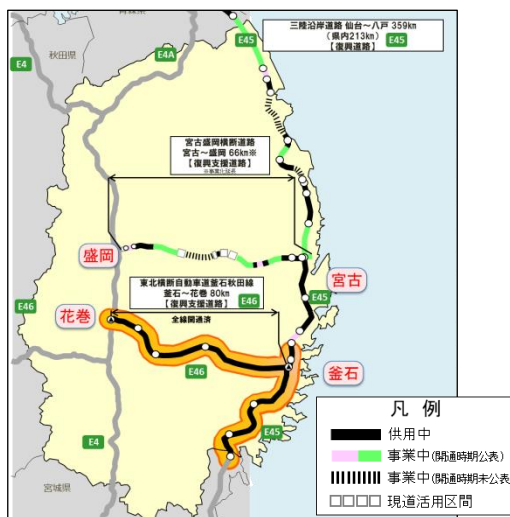 三陸沿岸道路 仙台～八戸 359km
(県内213km)
【復興道路】
E45
E45
E4A
秋田県
E4
宮古盛岡横断道路
宮古～盛岡 66km※
【復興支援道路】
※事業化延長
盛岡
宮古
東北横断自動車道釜石秋田線
釜石～花巻 80km
【復興支援道路】
E46
全線開通済
E46
花巻
E45
釜石
E46
E45
E4
宮城県
凡 例
供用中
事業中(開通時期公表)
事業中(開通時期未公表
現道活用区間